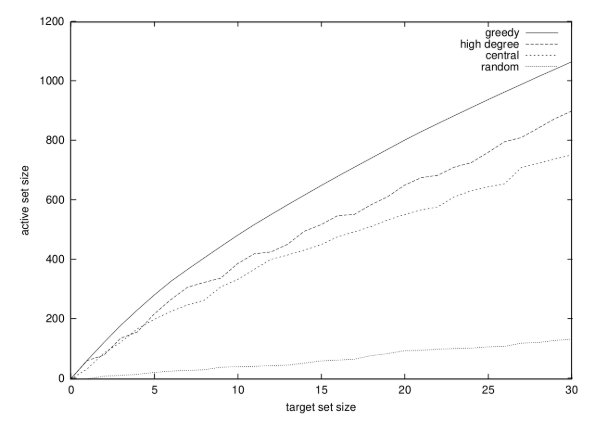 1200
1000
800
600
400
200
0
active set size
greedy
high degree
central
random
0 5 10 15 20 25 30
target set size